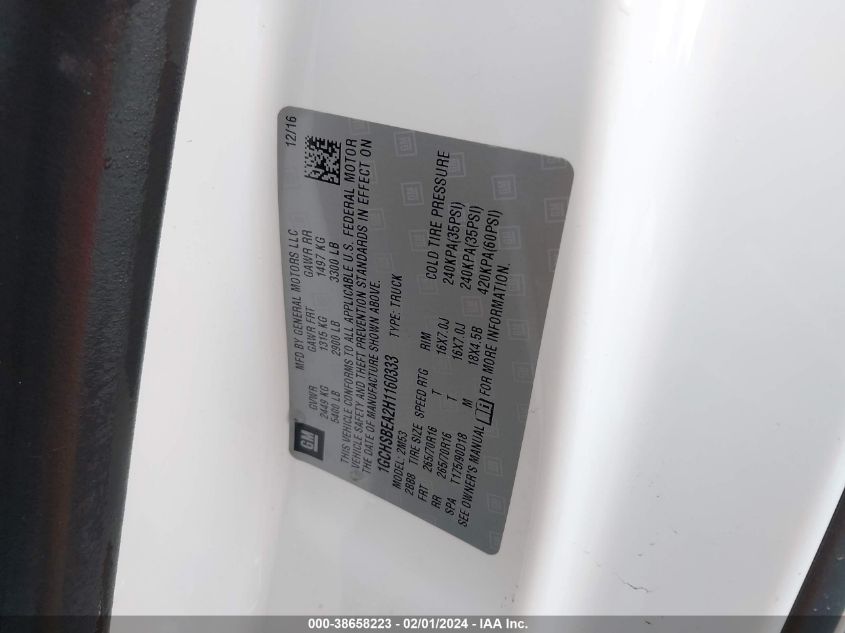 GM
MFD BY GENERAL MOTORS LLC 12/16
GVWR GAWR FRT GAWR RR
2449 KG 1315 KG 1497 KG
5400 LB 2900 LB 3300 LB
THIS VEHICLE CONFORMS TO ALL APPLICABLE U.S. FEDERAL MOTOR
VEHICLE SAFETY AND THEFT PREVENTION STANDARDS IN EFFECT ON
THE DATE OF MANUFACTURE SHOWN ABOVE.
1GCHSBEA2H1160333 TYPE: TRUCK
MODEL: 2M53
2BB8 TIRE SIZE SPEED RTG RIM COLD TIRE PRESSURE
FRT 265/70R16 T 16X7.0J 240KPA(35PSI)
RR 265/70R16 T 16X7.0J 240KPA(35PSI)
SPA T175/90D18 M 18X4.5B 420KPA(60PSI)
SEE OWNER'S MANUAL FOR MORE INFORMATION.
000-38658223 - 02/01/2024 - IAA Inc.